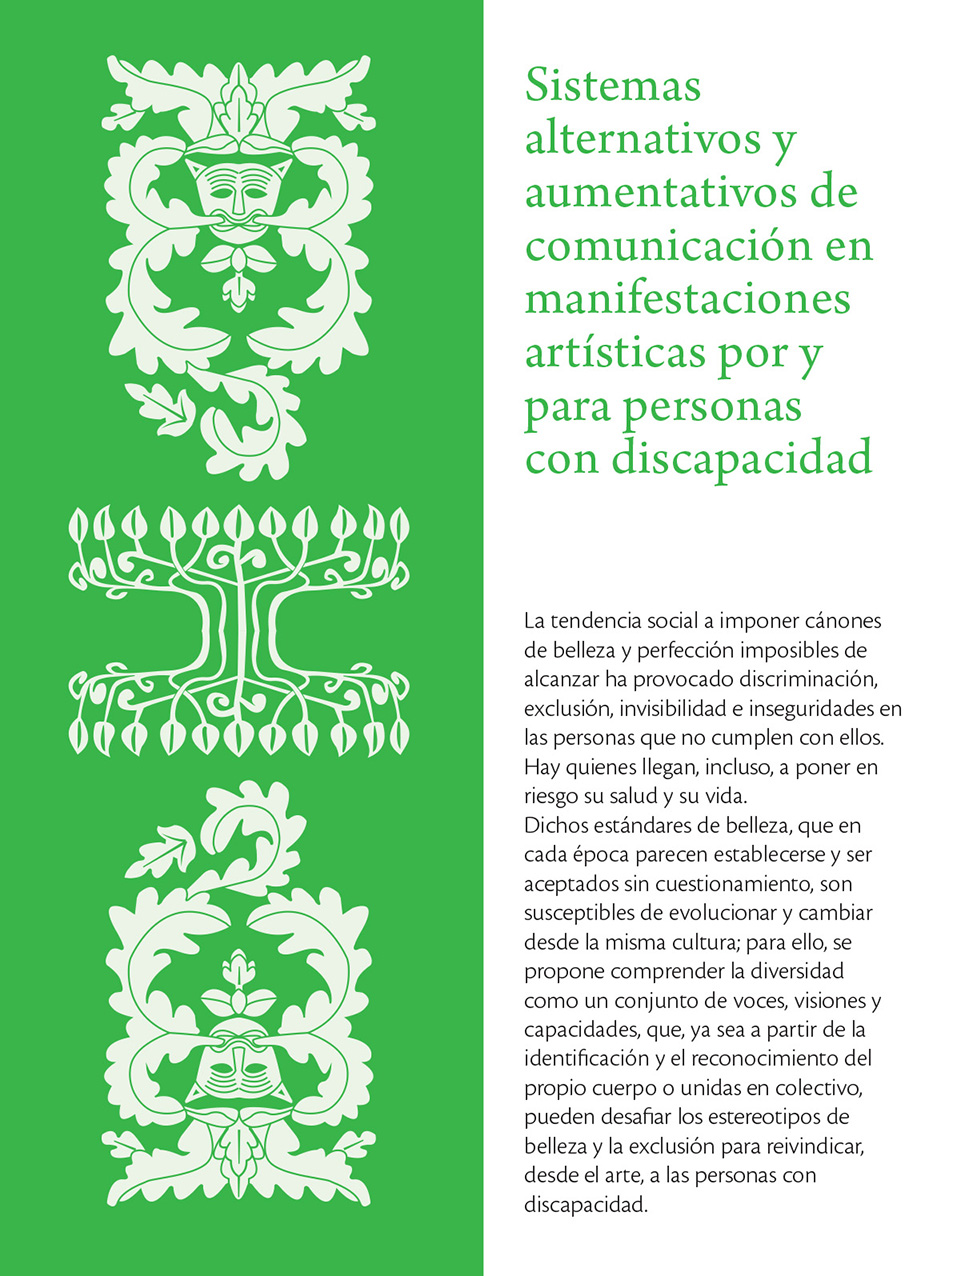 Sistemas
alternativos y
aumentativos de
comunicación en
manifestaciones
artísticas por y
para personas
con discapacidad
La tendencia social a imponer cánones
de belleza y perfección imposibles de
alcanzar ha provocado discriminación,
exclusión, invisibilidad e inseguridades en
las personas que no cumplen con ellos.
Hay quienes llegan, incluso, a poner en
riesgo su salud y su vida.
Dichos estándares de belleza, que en
cada época parecen establecerse y ser
aceptados sin cuestionamiento, son
susceptibles de evolucionar y cambiar
desde la misma cultura; para ello, se
propone comprender la diversidad
como un conjunto de voces, visiones y
capacidades, que, ya sea a partir de la
identificación y el reconocimiento del
propio cuerpo o unidas en colectivo,
pueden desafiar los estereotipos de
belleza y la exclusión para reivindicar,
desde el arte, a las personas con
discapacidad.